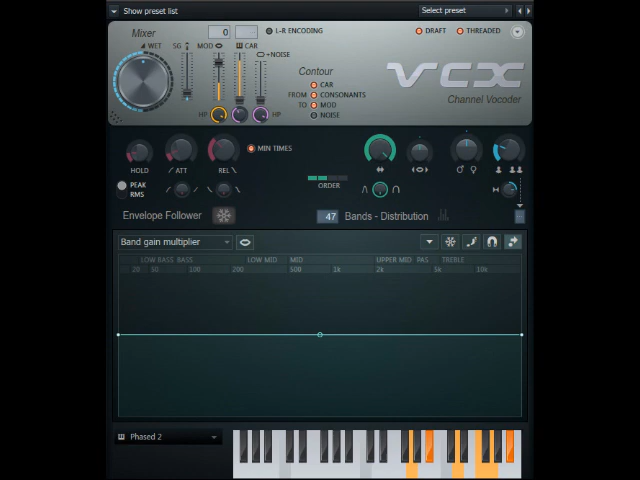 Show preset list
Select preset
Mixer
0
L-R ENCODING
DRAFT
THREADED
WET
SG
MOD
CAR
+NOISE
Contour
CAR
FROM
CONSONANTS
TO
MOD
NOISE
HP
HP
VCX
Channel Vocoder
HOLD
ATT
REL
MIN TIMES
PEAK
RMS
ORDER
Envelope Follower
47
Bands - Distribution
Band gain multiplier
LOW BASS
BASS
LOW MID
MID
UPPER MID
PAS
TREBLE
20
50
100
200
500
1k
2k
5k
10k
Phased 2